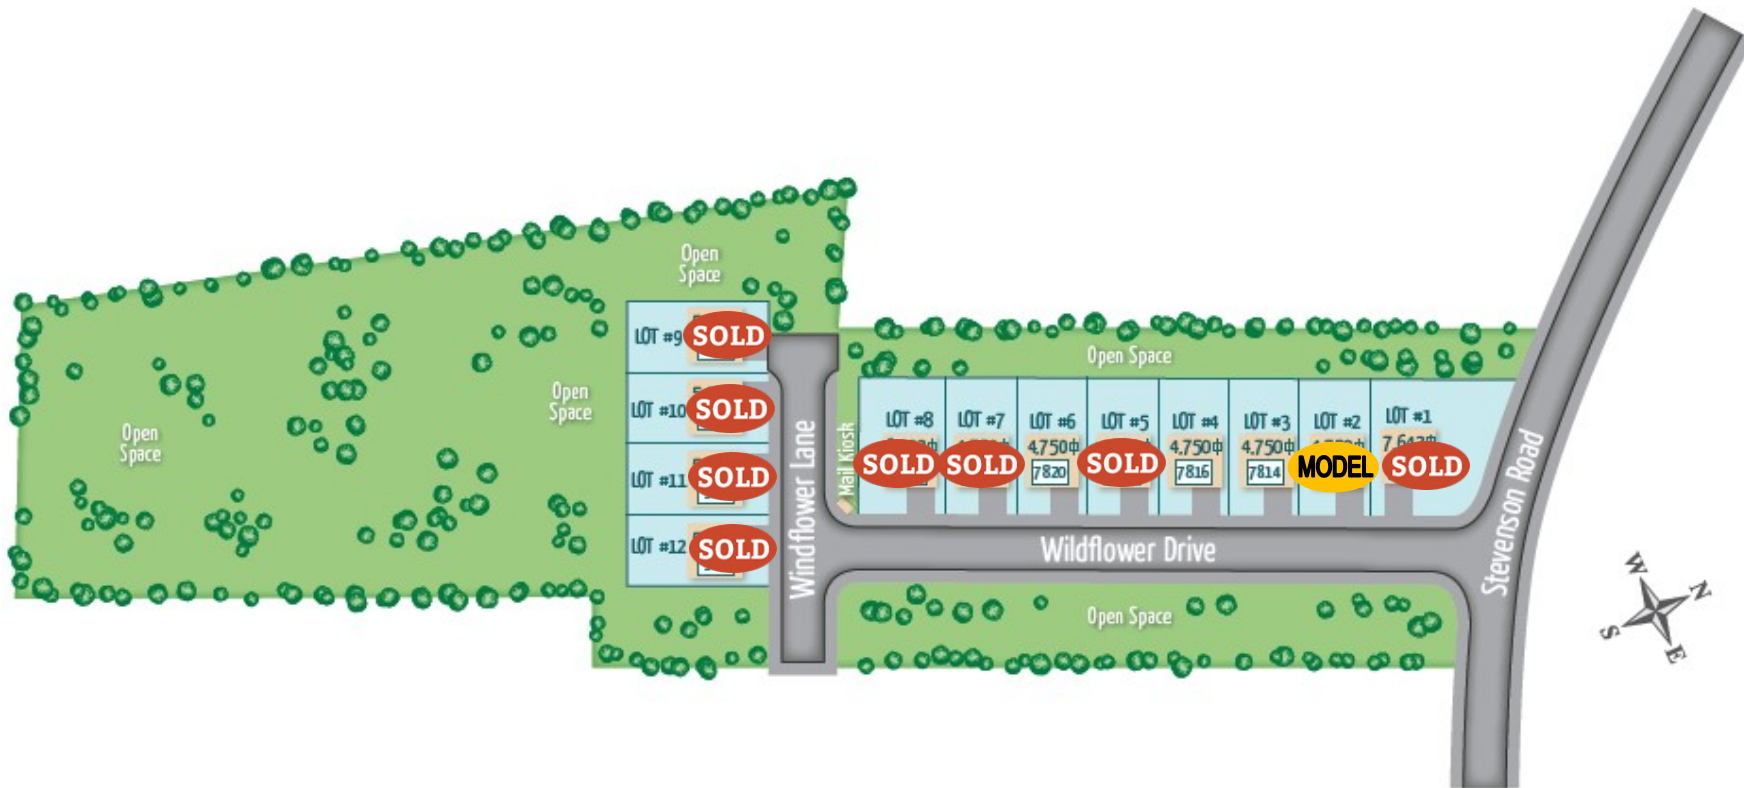 Open
Space
LOT #9 SOLD
LOT #10 SOLD
LOT #11 SOLD
LOT #12 SOLD
Open
Space
Open
Space
Windflower Lane
Mail Kiosk
Open Space
LOT #8
SOLD
LOT #7
SOLD
LOT #6
4,750ф
7820
LOT #5
SOLD
LOT #4
4,750ф
7816
LOT #3
4,750ф
7814
LOT #2
MODEL
LOT #1
SOLD
Wildflower Drive
Stevenson Road
Open Space
W
N
S
E